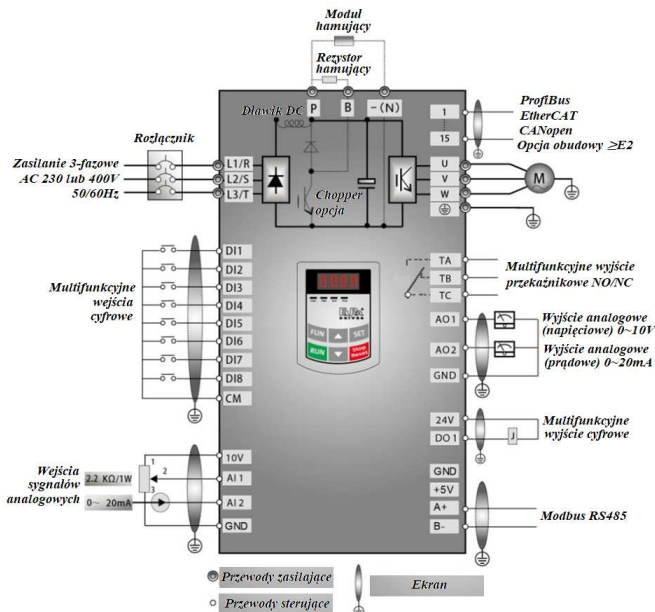 Moduł
hamujący
Rezystor
hamujący
P B -(N)
Dławik DC
Rozłącznik
Zasilanie 3-fazowe
AC 230 lub 400V
50/60Hz
L1/R
L2/S
L3/T
Chopper
opcja
1
15
ProfiBus
EtherCAT
CANopen
Opcja obudowy ≥E2
U
V
W
M
Multifunkcyjne
wejścia
cyfrowe
DI1
DI2
DI3
DI4
DI5
DI6
DI7
DI8
CM
FUN SET
RUN Stop
Reset
TA
TB
TC
Multifunkcyjne wyjście
przekaźnikowe NO/NC
AO1
AO2
GND
Wyjście analogowe
(napięciowe) 0~10V
Wyjście analogowe
(prądowe) 0~20mA
24V
DO1
J
Multifunkcyjne
wyjście cyfrowe
Wejścia
sygnałów
analogowych
2.2 KΩ/1W
0~ 20mA
1
2
3
10V
AI1
AI2
GND
GND
+5V
A+
B-
Modbus RS485
Przewody zasilające
Przewody sterujące
Ekran